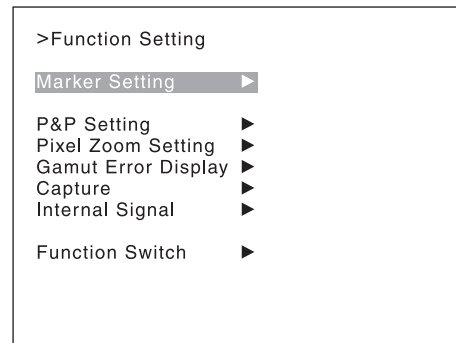 >Function Setting
Marker Setting ▶
P&P Setting ▶
Pixel Zoom Setting ▶
Gamut Error Display ▶
Capture ▶
Internal Signal ▶
Function Switch ▶